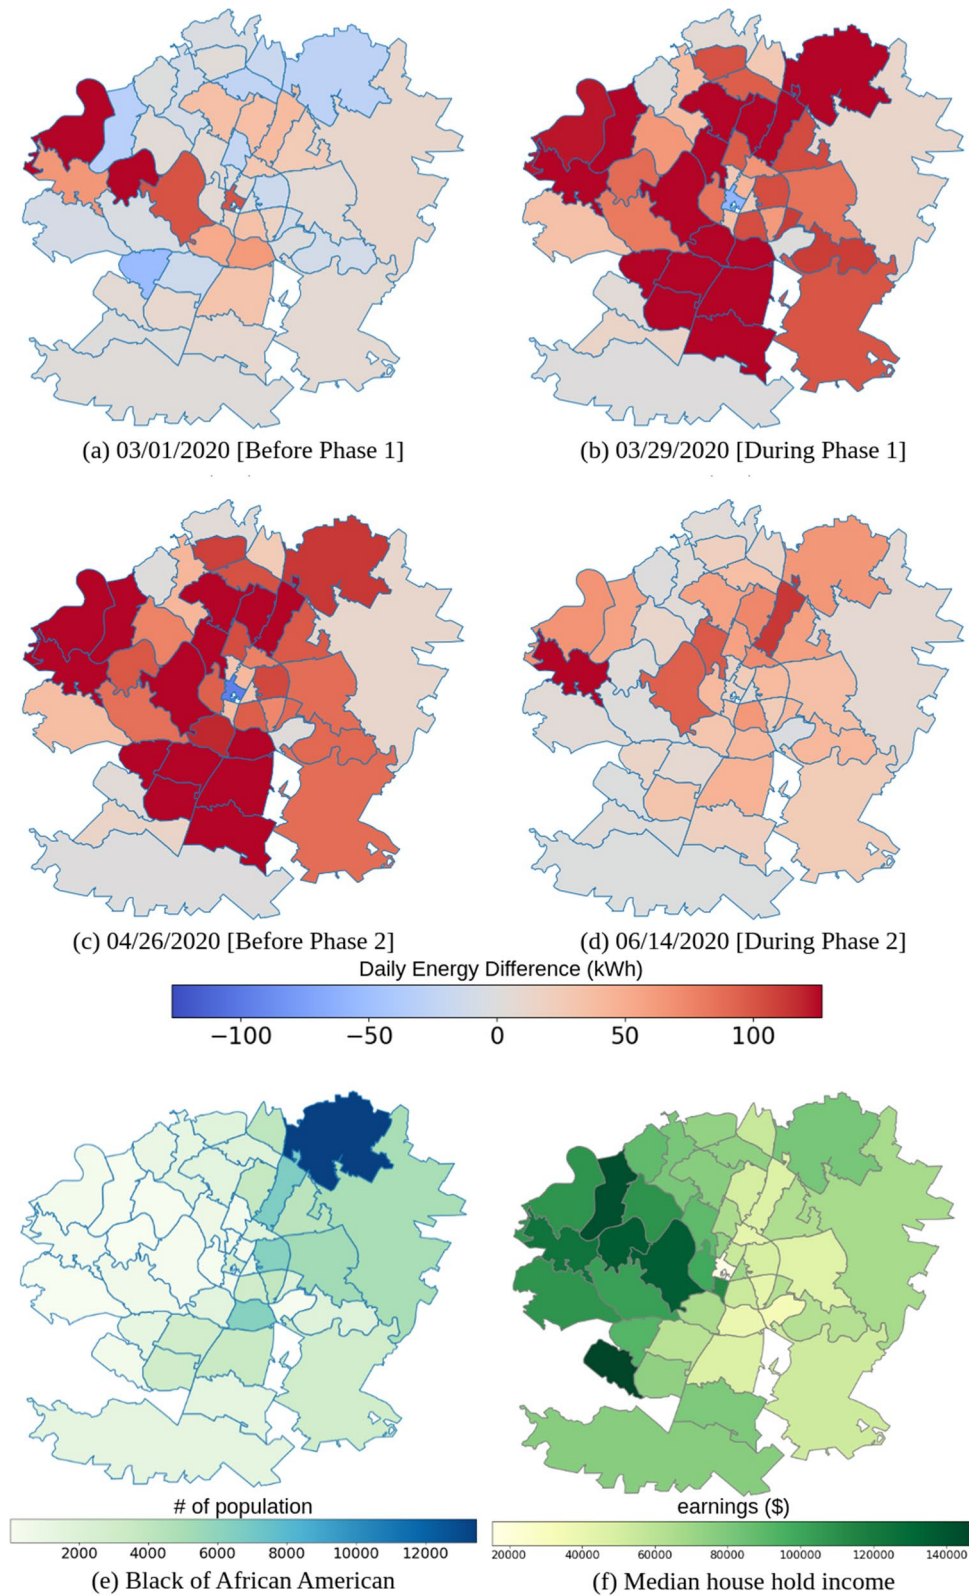 (a) 03/01/2020 [Before Phase 1]
(b) 03/29/2020 [During Phase 1]
(c) 04/26/2020 [Before Phase 2]
(d) 06/14/2020 [During Phase 2]
Daily Energy Difference (kWh)
−100 −50 0 50 100
# of population
2000 4000 6000 8000 10000 12000
(e) Black of African American
earnings ($)
20000 40000 60000 80000 100000 120000 140000
(f) Median house hold income